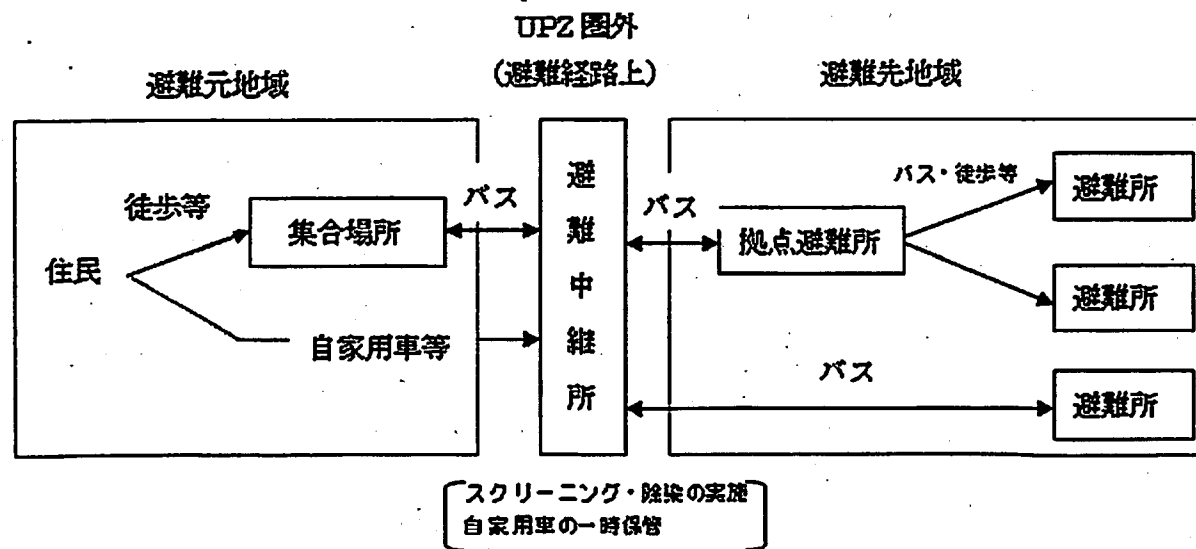 UPZ 圏外
(避難経路上)
避難元地域
避難先地域
徒歩等
集合場所
バス
住民
自家用車等
避難中継所
バス
拠点避難所
バス・徒歩等
避難所
避難所
バス
避難所
スクリーニング・除染の実施
自家用車の一時保管